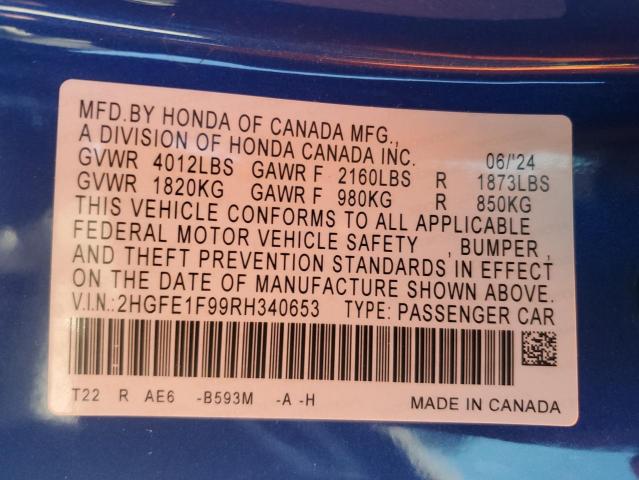 MFD.BY HONDA OF CANADA MFG.,
A DIVISION OF HONDA CANADA INC. 06/'24
GVWR 4012LBS GAWR F 2160LBS R 1873LBS
GVWR 1820KG GAWR F 980KG R 850KG
THIS VEHICLE CONFORMS TO ALL APPLICABLE
FEDERAL MOTOR VEHICLE SAFETY , BUMPER ,
AND THEFT PREVENTION STANDARDS IN EFFECT
ON THE DATE OF MANUFACTURE SHOWN ABOVE.
V.I.N.:2HGFE1F99RH340653 TYPE: PASSENGER CAR
T22 R AE6 -B593M -A -H MADE IN CANADA